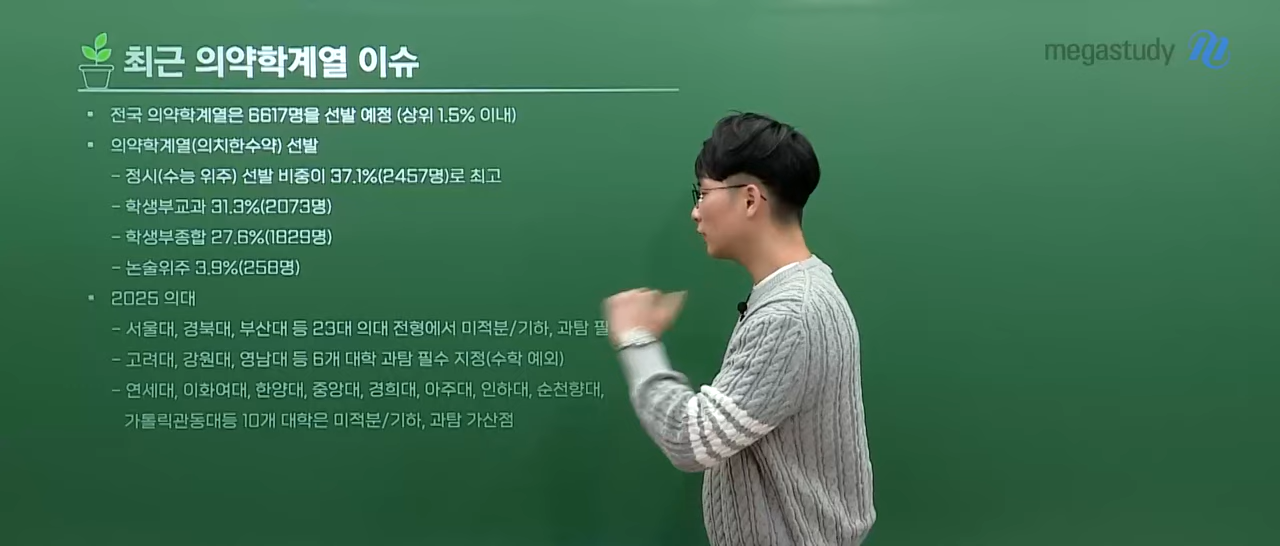 최근 의약학계열 이슈
megastudy
▪ 전국 의약학계열은 6617명을 선발 예정 (상위 1.5% 이내)
▪ 의약학계열(의치한수약) 선발
– 정시(수능 위주) 선발 비중이 37.1%(2457명)로 최고
– 학생부교과 31.3%(2073명)
– 학생부종합 27.6%(1829명)
– 논술위주 3.9%(258명)
▪ 2025 의대
– 서울대, 경북대, 부산대 등 23대 의대 전형에서 미적분/기하, 과탐
– 고려대, 강원대, 영남대 등 6개 대학 과탐 필수 지정(수학 예외)
– 연세대, 이화여대, 한양대, 중앙대, 경희대, 아주대, 인하대, 순천향대,
가톨릭관동대등 10개 대학은 미적분/기하, 과탐 가산점